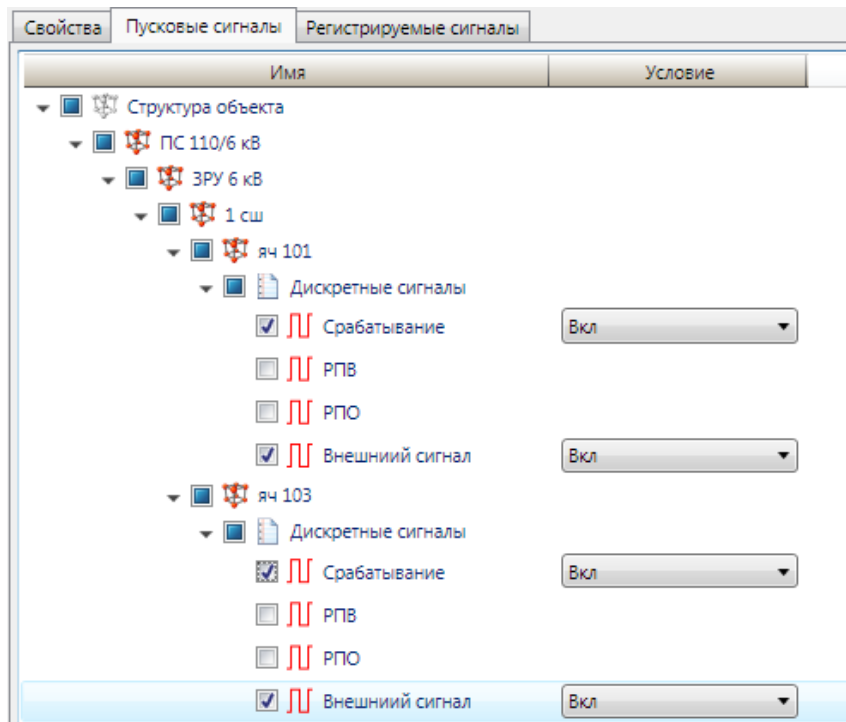 Свойства Пусковые сигналы Регистрируемые сигналы
Имя Условие
Структура объекта
ПС 110/6 кВ
ЗРУ 6 кВ
1 сш
яч 101
Дискретные сигналы
Срабатывание Вкл
РПВ
РПО
Внешниий сигнал Вкл
яч 103
Дискретные сигналы
Срабатывание Вкл
РПВ
РПО
Внешниий сигнал Вкл